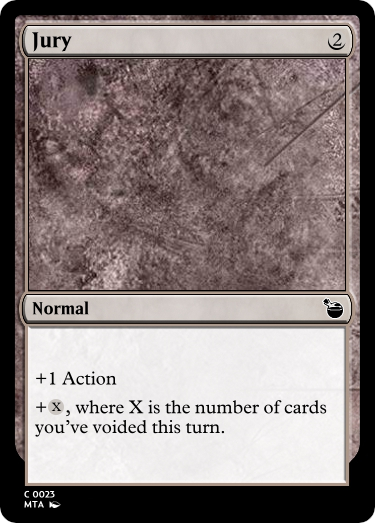 Jury 2
Normal
+1 Action
+X, where X is the number of cards
you've voided this turn.
C 0023
MTA